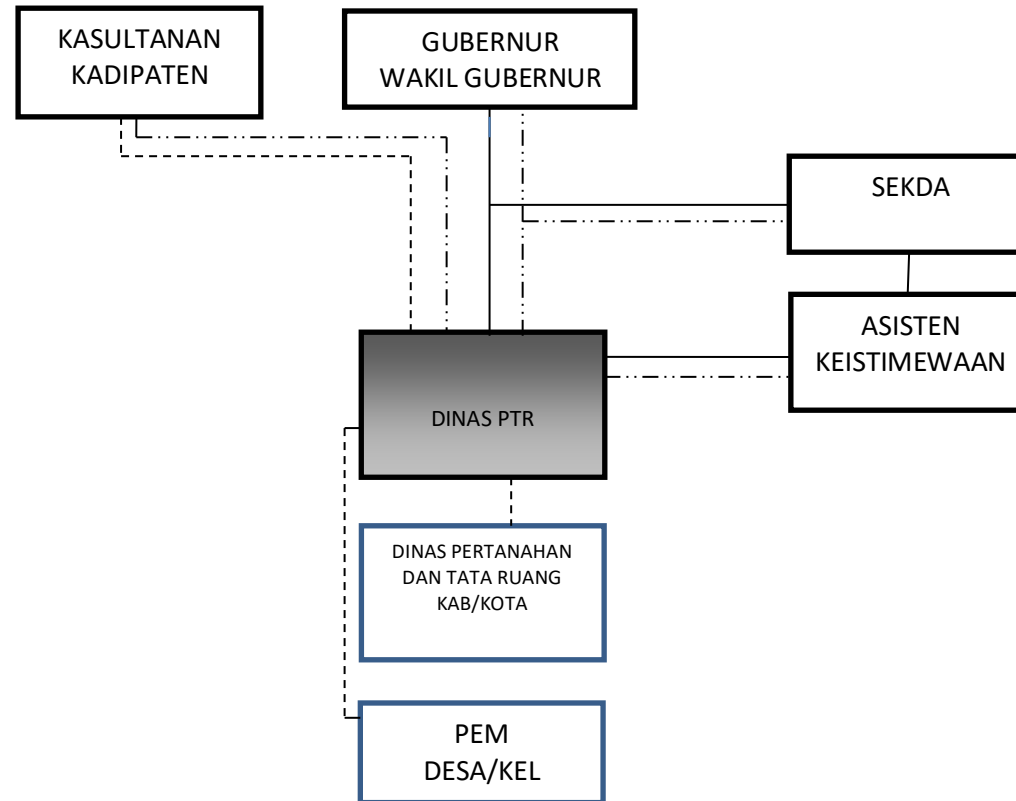 KASULTANAN
KADIPATEN
GUBERNUR
WAKIL GUBERNUR
SEKDA
ASISTEN
KEISTIMEWAAN
DINAS PTR
DINAS PERTANAHAN
DAN TATA RUANG
KAB/KOTA
PEM
DESA/KEL